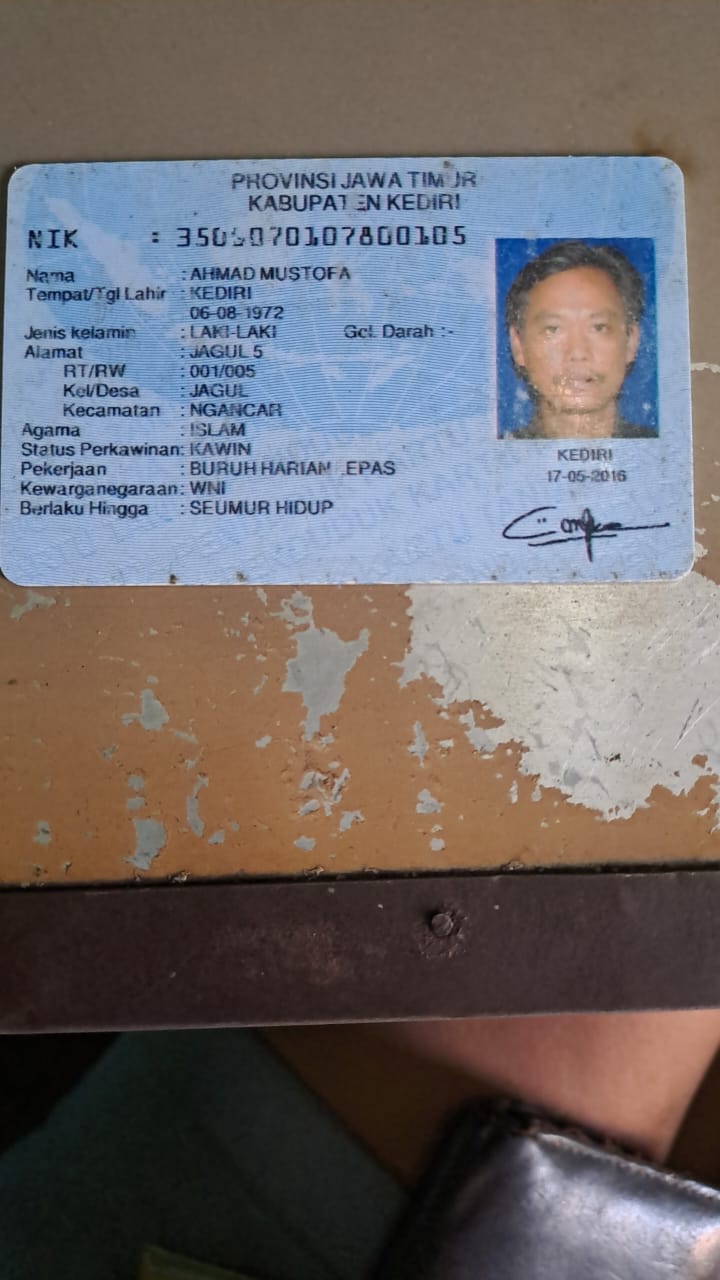 PROVINSI JAWA TIMUR
KABUPATEN KEDIRI
NIK : 3506070107800105
Nama : AHMAD MUSTOFA
Tempat/Tgl Lahir : KEDIRI
06-08-1972
Jenis kelamin : LAKI-LAKI Gol. Darah :-
Alamat : JAGUL 5
RT/RW : 001/005
Kel/Desa : JAGUL
Kecamatan : NGANCAR
Agama : ISLAM
Status Perkawinan: KAWIN
Pekerjaan : BURUH HARIAN LEPAS
Kewarganegaraan: WNI
Berlaku Hingga : SEUMUR HIDUP
KEDIRI
17-05-2016